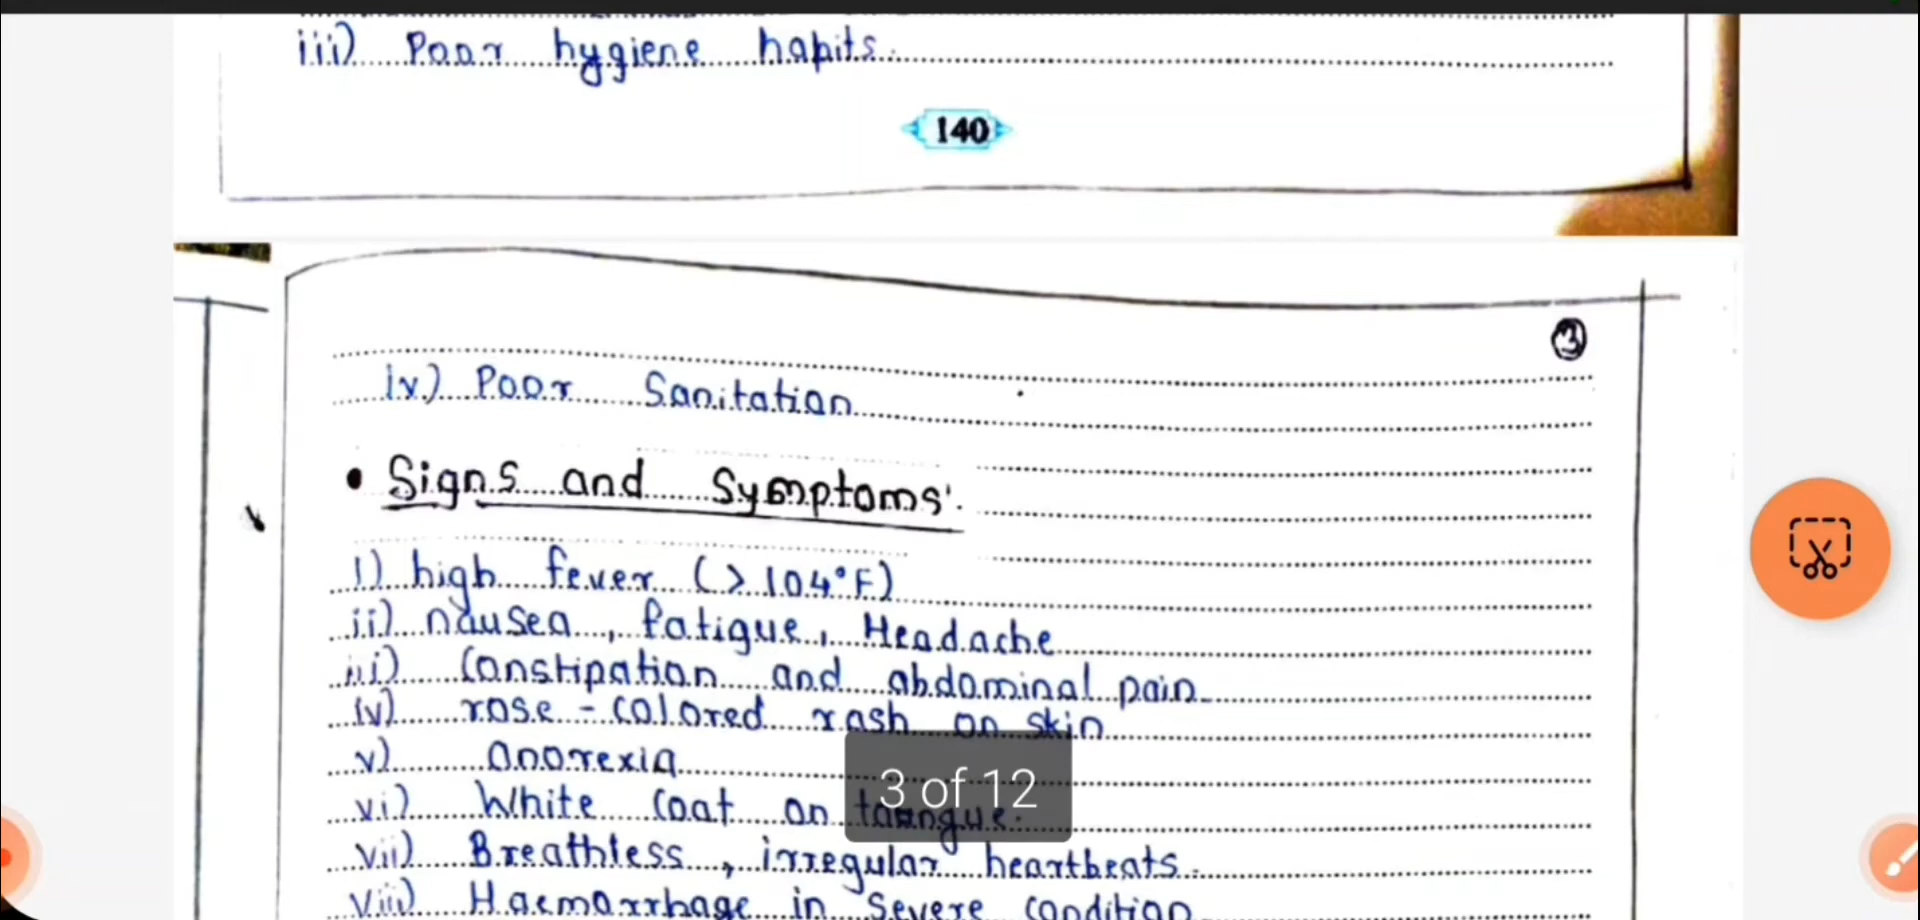 iii) Poor hygiene habits.
140
3
iv) Poor Sanitation
• Signs and Symptoms:
i) high fever (> 104°F)
ii) nausea, fatigue, Headache
iii) Constipation and abdominal pain
iv) rose-colored rash on skin
v) anorexia
vi) White coat on toungue.
3 of 12
vii) Breathless, irregular heartbeats.
viii) Haemorrhage in Severe condition